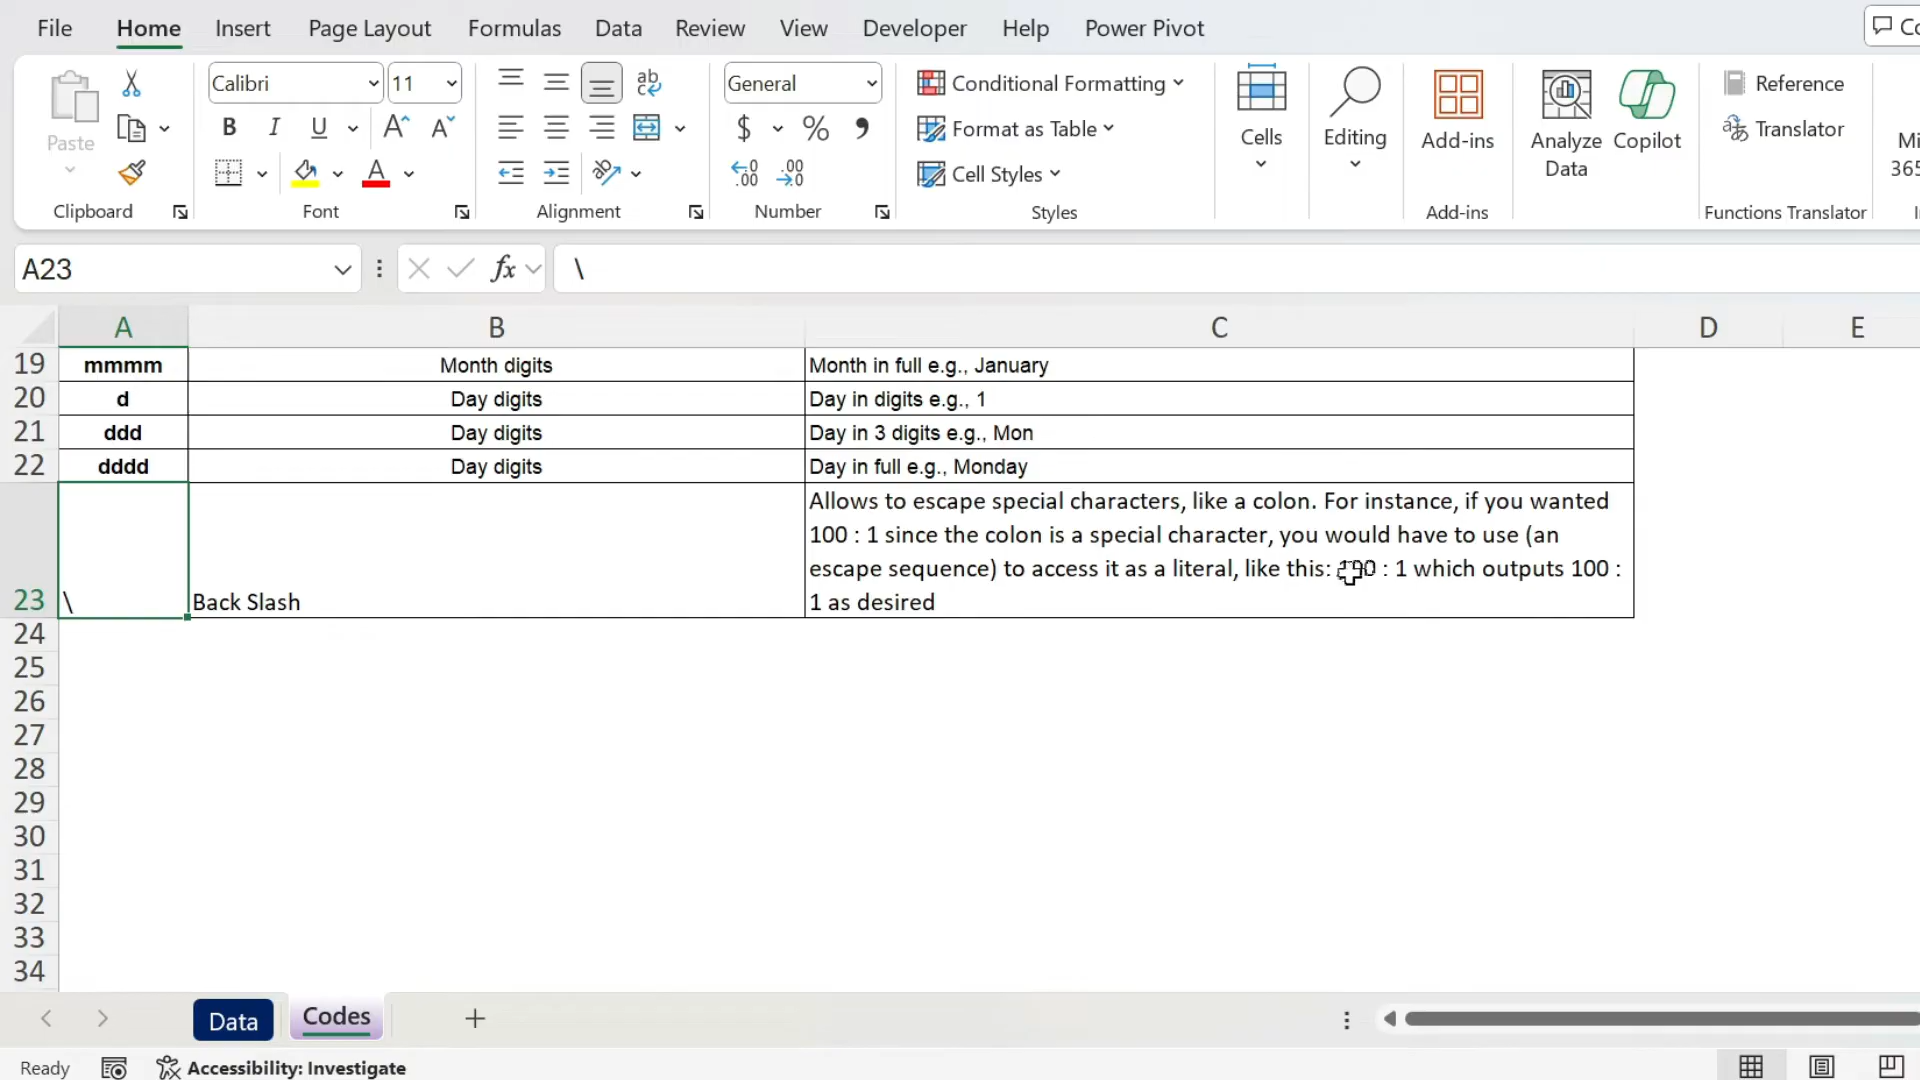 File Home Insert Page Layout Formulas Data Review View Developer Help Power Pivot
Paste
Clipboard
Calibri 11
B I U A A
A
Font
ab
Alignment
General
$ % ,
.00 .00
Number
Conditional Formatting
Format as Table
Cell Styles
Styles
Cells
Editing
Add-ins
Add-ins
Analyze
Data
Copilot
Reference
Translator
Functions Translator
365
A23 fx \
A B C D E
19 mmmm Month digits Month in full e.g., January
20 d Day digits Day in digits e.g., 1
21 ddd Day digits Day in 3 digits e.g., Mon
22 dddd Day digits Day in full e.g., Monday
23 \ Back Slash
Allows to escape special characters, like a colon. For instance, if you wanted
100 : 1 since the colon is a special character, you would have to use (an
escape sequence) to access it as a literal, like this: 100 : 1 which outputs 100 :
1 as desired
24
25
26
27
28
29
30
31
32
33
34
Data Codes +
Ready Accessibility: Investigate